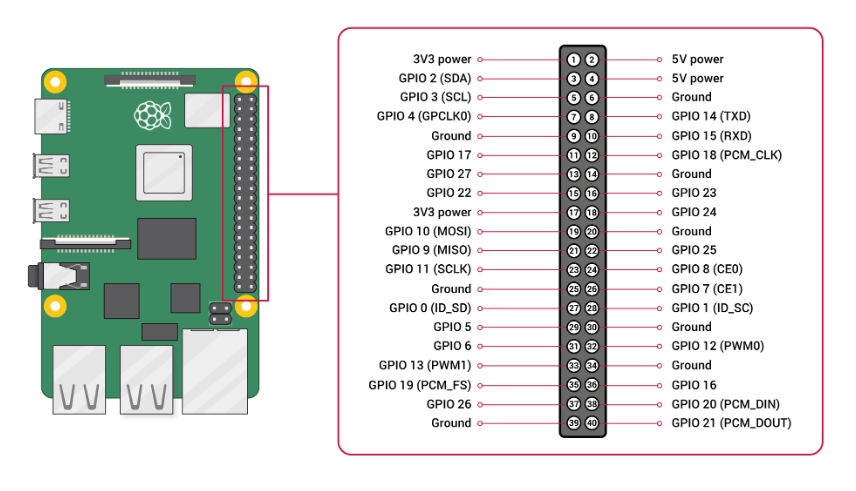 3V3 power 1 2 5V power
GPIO 2 (SDA) 3 4 5V power
GPIO 3 (SCL) 5 6 Ground
GPIO 4 (GPCLK0) 7 8 GPIO 14 (TXD)
Ground 9 10 GPIO 15 (RXD)
GPIO 17 11 12 GPIO 18 (PCM_CLK)
GPIO 27 13 14 Ground
GPIO 22 15 16 GPIO 23
3V3 power 17 18 GPIO 24
GPIO 10 (MOSI) 19 20 Ground
GPIO 9 (MISO) 21 22 GPIO 25
GPIO 11 (SCLK) 23 24 GPIO 8 (CE0)
Ground 25 26 GPIO 7 (CE1)
GPIO 0 (ID_SD) 27 28 GPIO 1 (ID_SC)
GPIO 5 29 30 Ground
GPIO 6 31 32 GPIO 12 (PWM0)
GPIO 13 (PWM1) 33 34 Ground
GPIO 19 (PCM_FS) 35 36 GPIO 16
GPIO 26 37 38 GPIO 20 (PCM_DIN)
Ground 39 40 GPIO 21 (PCM_DOUT)